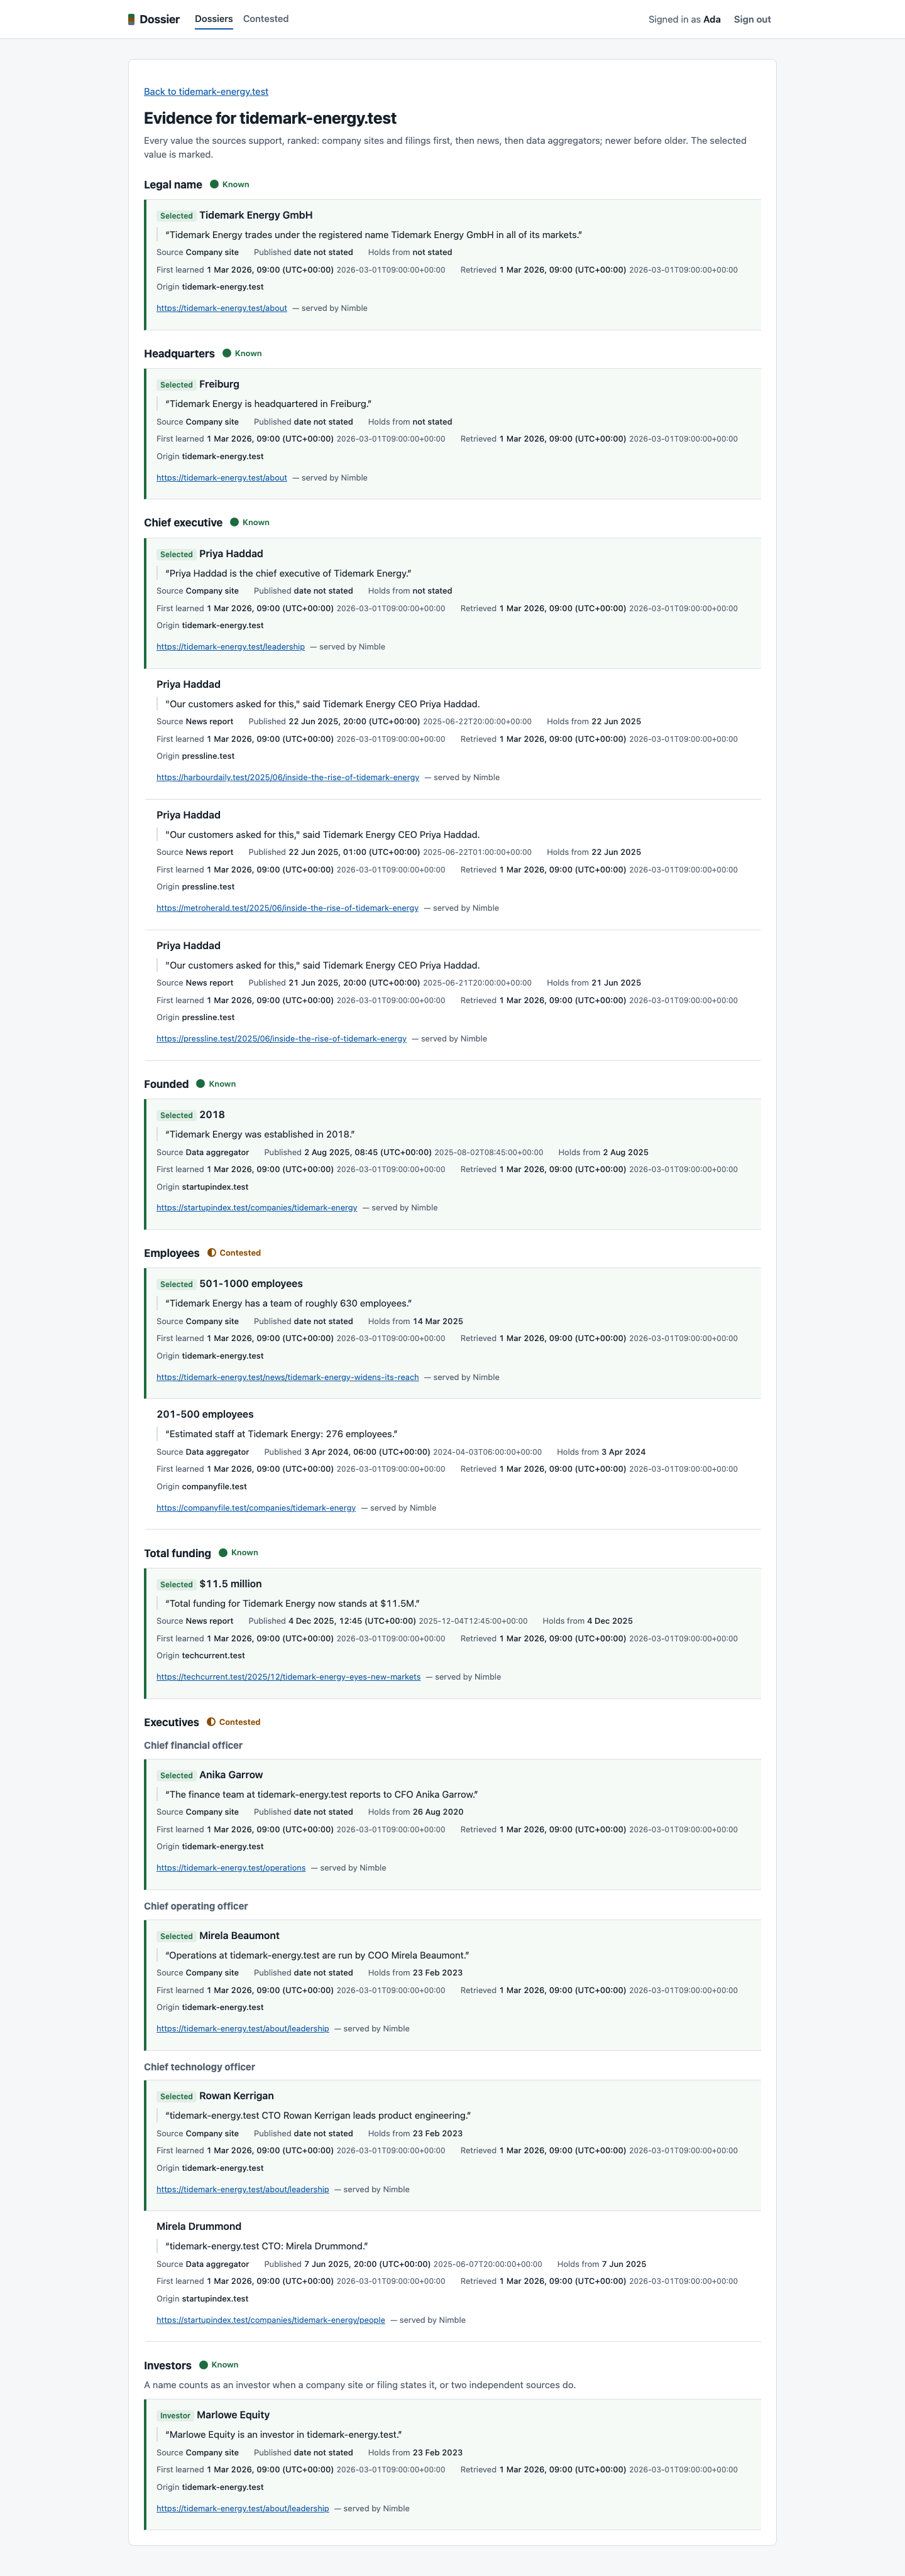 Dossier Dossiers Contested Signed in as Ada Sign out
Back to tidemark-energy.test
Evidence for tidemark-energy.test
Every value the sources support, ranked: company sites and filings first, then news, then data aggregators; newer before older. The selected
value is marked.
Legal name Known
Selected Tidemark Energy GmbH
“Tidemark Energy trades under the registered name Tidemark Energy GmbH in all of its markets.”
Source Company site Published date not stated Holds from not stated
First learned 1 Mar 2026, 09:00 (UTC+00:00) 2026-03-01T09:00:00+00:00 Retrieved 1 Mar 2026, 09:00 (UTC+00:00) 2026-03-01T09:00:00+00:00
Origin tidemark-energy.test
https://tidemark-energy.test/about — served by Nimble
Headquarters Known
Selected Freiburg
“Tidemark Energy is headquartered in Freiburg.”
Source Company site Published date not stated Holds from not stated
First learned 1 Mar 2026, 09:00 (UTC+00:00) 2026-03-01T09:00:00+00:00 Retrieved 1 Mar 2026, 09:00 (UTC+00:00) 2026-03-01T09:00:00+00:00
Origin tidemark-energy.test
https://tidemark-energy.test/about — served by Nimble
Chief executive Known
Selected Priya Haddad
“Priya Haddad is the chief executive of Tidemark Energy.”
Source Company site Published date not stated Holds from not stated
First learned 1 Mar 2026, 09:00 (UTC+00:00) 2026-03-01T09:00:00+00:00 Retrieved 1 Mar 2026, 09:00 (UTC+00:00) 2026-03-01T09:00:00+00:00
Origin tidemark-energy.test
https://tidemark-energy.test/leadership — served by Nimble
Priya Haddad
"Our customers asked for this," said Tidemark Energy CEO Priya Haddad.
Source News report Published 22 Jun 2025, 20:00 (UTC+00:00) 2025-06-22T20:00:00+00:00 Holds from 22 Jun 2025
First learned 1 Mar 2026, 09:00 (UTC+00:00) 2026-03-01T09:00:00+00:00 Retrieved 1 Mar 2026, 09:00 (UTC+00:00) 2026-03-01T09:00:00+00:00
Origin pressline.test
https://harbourdaily.test/2025/06/inside-the-rise-of-tidemark-energy — served by Nimble
Priya Haddad
"Our customers asked for this," said Tidemark Energy CEO Priya Haddad.
Source News report Published 22 Jun 2025, 01:00 (UTC+00:00) 2025-06-22T01:00:00+00:00 Holds from 22 Jun 2025
First learned 1 Mar 2026, 09:00 (UTC+00:00) 2026-03-01T09:00:00+00:00 Retrieved 1 Mar 2026, 09:00 (UTC+00:00) 2026-03-01T09:00:00+00:00
Origin pressline.test
https://metroherald.test/2025/06/inside-the-rise-of-tidemark-energy — served by Nimble
Priya Haddad
"Our customers asked for this," said Tidemark Energy CEO Priya Haddad.
Source News report Published 21 Jun 2025, 20:00 (UTC+00:00) 2025-06-21T20:00:00+00:00 Holds from 21 Jun 2025
First learned 1 Mar 2026, 09:00 (UTC+00:00) 2026-03-01T09:00:00+00:00 Retrieved 1 Mar 2026, 09:00 (UTC+00:00) 2026-03-01T09:00:00+00:00
Origin pressline.test
https://pressline.test/2025/06/inside-the-rise-of-tidemark-energy — served by Nimble
Founded Known
Selected 2018
“Tidemark Energy was established in 2018.”
Source Data aggregator Published 2 Aug 2025, 08:45 (UTC+00:00) 2025-08-02T08:45:00+00:00 Holds from 2 Aug 2025
First learned 1 Mar 2026, 09:00 (UTC+00:00) 2026-03-01T09:00:00+00:00 Retrieved 1 Mar 2026, 09:00 (UTC+00:00) 2026-03-01T09:00:00+00:00
Origin startupindex.test
https://startupindex.test/companies/tidemark-energy — served by Nimble
Employees Contested
Selected 501-1000 employees
“Tidemark Energy has a team of roughly 630 employees.”
Source Company site Published date not stated Holds from 14 Mar 2025
First learned 1 Mar 2026, 09:00 (UTC+00:00) 2026-03-01T09:00:00+00:00 Retrieved 1 Mar 2026, 09:00 (UTC+00:00) 2026-03-01T09:00:00+00:00
Origin tidemark-energy.test
https://tidemark-energy.test/news/tidemark-energy-widens-its-reach — served by Nimble
201-500 employees
“Estimated staff at Tidemark Energy: 276 employees.”
Source Data aggregator Published 3 Apr 2024, 06:00 (UTC+00:00) 2024-04-03T06:00:00+00:00 Holds from 3 Apr 2024
First learned 1 Mar 2026, 09:00 (UTC+00:00) 2026-03-01T09:00:00+00:00 Retrieved 1 Mar 2026, 09:00 (UTC+00:00) 2026-03-01T09:00:00+00:00
Origin companyfile.test
https://companyfile.test/companies/tidemark-energy — served by Nimble
Total funding Known
Selected $11.5 million
“Total funding for Tidemark Energy now stands at $11.5M.”
Source News report Published 4 Dec 2025, 12:45 (UTC+00:00) 2025-12-04T12:45:00+00:00 Holds from 4 Dec 2025
First learned 1 Mar 2026, 09:00 (UTC+00:00) 2026-03-01T09:00:00+00:00 Retrieved 1 Mar 2026, 09:00 (UTC+00:00) 2026-03-01T09:00:00+00:00
Origin techcurrent.test
https://techcurrent.test/2025/12/tidemark-energy-eyes-new-markets — served by Nimble
Executives Contested
Chief financial officer
Selected Anika Garrow
“The finance team at tidemark-energy.test reports to CFO Anika Garrow.”
Source Company site Published date not stated Holds from 26 Aug 2020
First learned 1 Mar 2026, 09:00 (UTC+00:00) 2026-03-01T09:00:00+00:00 Retrieved 1 Mar 2026, 09:00 (UTC+00:00) 2026-03-01T09:00:00+00:00
Origin tidemark-energy.test
https://tidemark-energy.test/operations — served by Nimble
Chief operating officer
Selected Mirela Beaumont
“Operations at tidemark-energy.test are run by COO Mirela Beaumont.”
Source Company site Published date not stated Holds from 23 Feb 2023
First learned 1 Mar 2026, 09:00 (UTC+00:00) 2026-03-01T09:00:00+00:00 Retrieved 1 Mar 2026, 09:00 (UTC+00:00) 2026-03-01T09:00:00+00:00
Origin tidemark-energy.test
https://tidemark-energy.test/about/leadership — served by Nimble
Chief technology officer
Selected Rowan Kerrigan
“tidemark-energy.test CTO Rowan Kerrigan leads product engineering.”
Source Company site Published date not stated Holds from 23 Feb 2023
First learned 1 Mar 2026, 09:00 (UTC+00:00) 2026-03-01T09:00:00+00:00 Retrieved 1 Mar 2026, 09:00 (UTC+00:00) 2026-03-01T09:00:00+00:00
Origin tidemark-energy.test
https://tidemark-energy.test/about/leadership — served by Nimble
Mirela Drummond
“tidemark-energy.test CTO: Mirela Drummond.”
Source Data aggregator Published 7 Jun 2025, 20:00 (UTC+00:00) 2025-06-07T20:00:00+00:00 Holds from 7 Jun 2025
First learned 1 Mar 2026, 09:00 (UTC+00:00) 2026-03-01T09:00:00+00:00 Retrieved 1 Mar 2026, 09:00 (UTC+00:00) 2026-03-01T09:00:00+00:00
Origin startupindex.test
https://startupindex.test/companies/tidemark-energy/people — served by Nimble
Investors Known
A name counts as an investor when a company site or filing states it, or two independent sources do.
Investor Marlowe Equity
“Marlowe Equity is an investor in tidemark-energy.test.”
Source Company site Published date not stated Holds from 23 Feb 2023
First learned 1 Mar 2026, 09:00 (UTC+00:00) 2026-03-01T09:00:00+00:00 Retrieved 1 Mar 2026, 09:00 (UTC+00:00) 2026-03-01T09:00:00+00:00
Origin tidemark-energy.test
https://tidemark-energy.test/about/leadership — served by Nimble